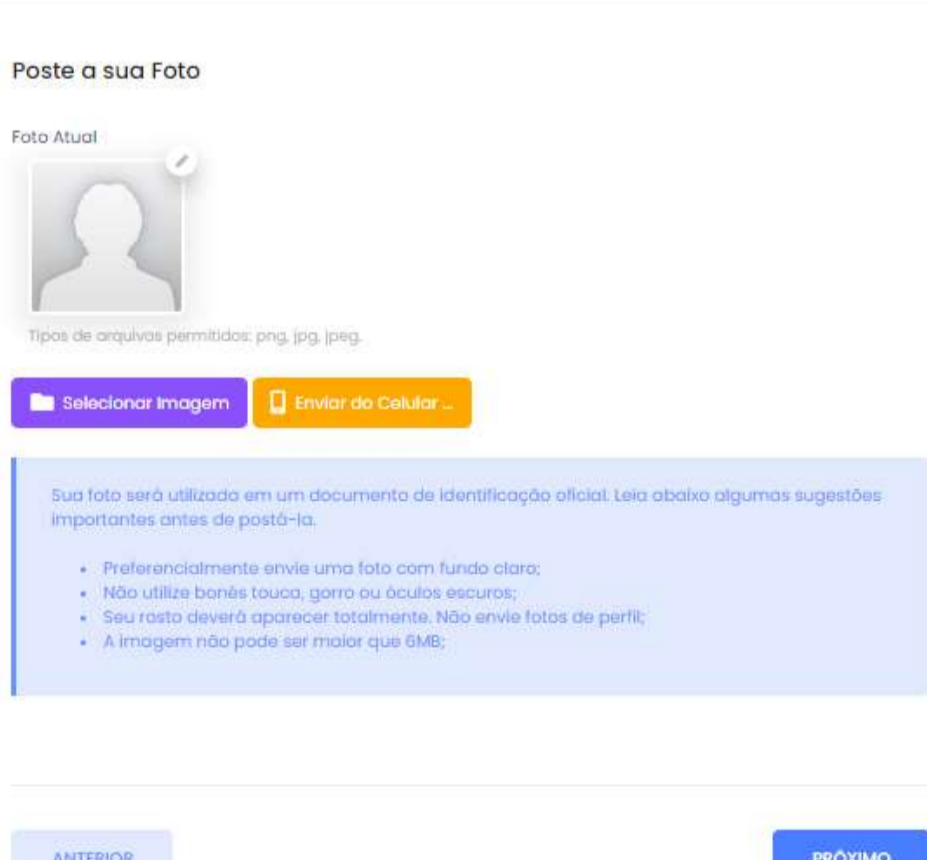 Poste a sua Foto
Foto Atual
Tipos de arquivos permitidos: png, jpg, jpeg.
Selecionar Imagem
Enviar do Celular ...
Sua foto será utilizada em um documento de identificação oficial. Leia abaixo algumas sugestões
importantes antes de postá-la.
• Preferencialmente envie uma foto com fundo claro;
• Não utilize bonés touca, gorro ou óculos escuros;
• Seu rosto deverá aparecer totalmente. Não envie fotos de perfil;
• A imagem não pode ser maior que 6MB;
ANTERIOR
PRÓXIMO